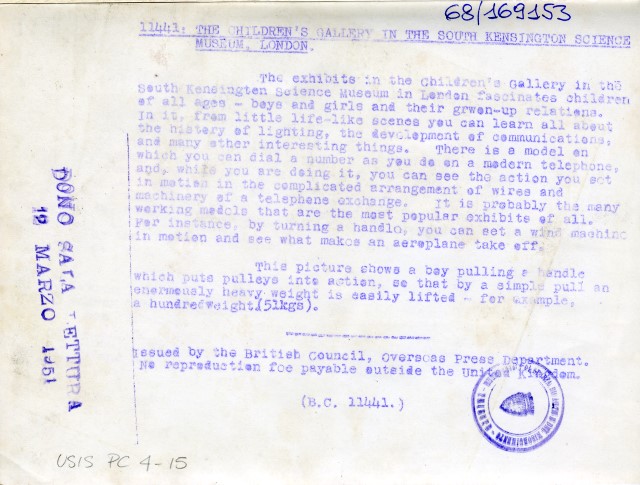 68/169153
11441: THE CHILDREN'S GALLERY IN THE SOUTH KENSINGTON SCIENCE
MUSEUM, LONDON.
The exhibits in the Children's Gallery in the
South Kensington Science Museum in London fascinates children
of all ages - boys and girls and their grwon-up relations.
In it, from little life-like scenes you can learn all about
the history of lighting, the development of communications,
and many other interesting things. There is a model on
which you can dial a number as you do on a modern telephone,
and, while you are doing it, you can see the action you set
in motion in the complicated arrangement of wires and
machinery of a telephone exchange. It is probably the many
working models that are the most popular exhibits of all.
For instance, by turning a handle, you can set a wind machine
in motion and see what makes an aeroplane take off.
This picture shows a boy pulling a handle
which puts pulleys into action, so that by a simple pull an
enormously heavy weight is easily lifted - for example,
a hundredweight.(51kgs).
Issued by the British Council, Overseas Press Department.
No reproduction fee payable outside the United Kingdom.
(B.C. 11441.)
DONO SALA LETTURA
12 MARZO 1951
USIS PC 4-15